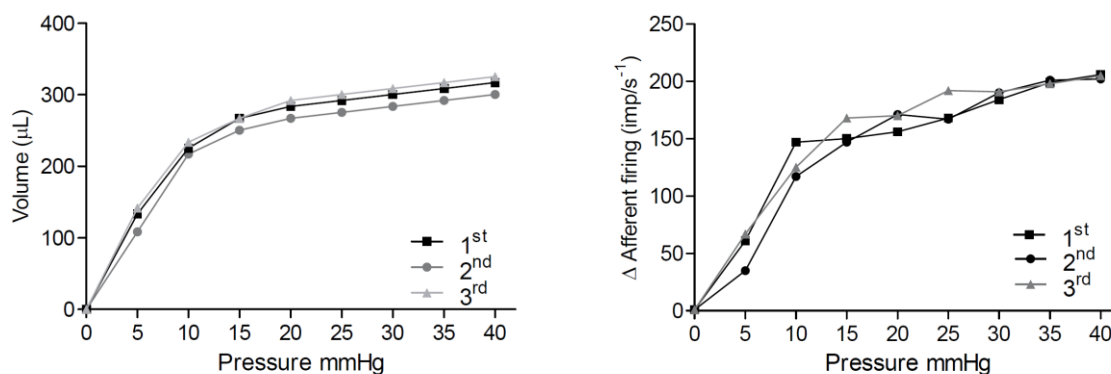 400
300
200
100
0
Volume (μL)
1st
2nd
3rd
0 5 10 15 20 25 30 35 40
Pressure mmHg
250
200
150
100
50
0
Δ Afferent firing (imp/s-1)
1st
2nd
3rd
0 5 10 15 20 25 30 35 40
Pressure mmHg